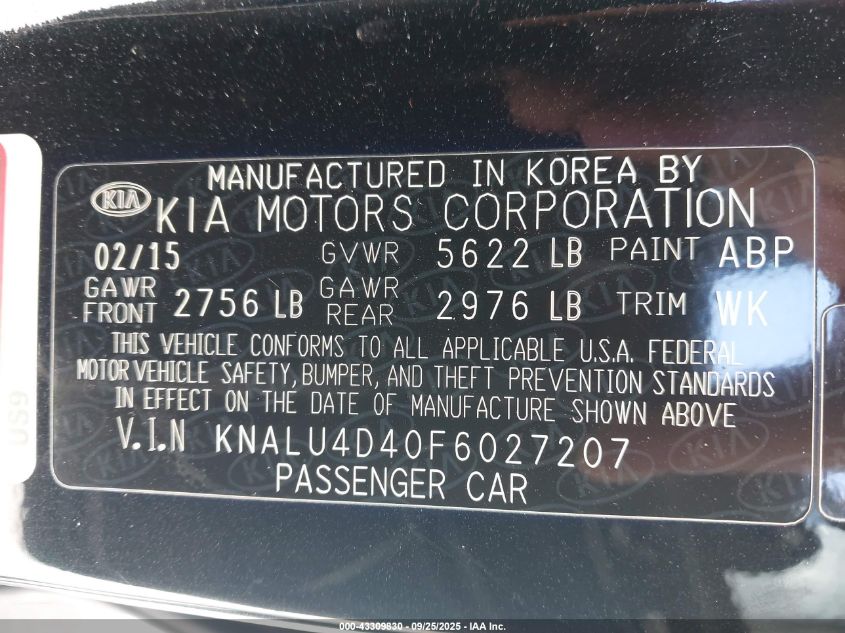 MANUFACTURED IN KOREA BY
KIA KIA MOTORS CORPORATION
02/15 GVWR 5622 LB PAINT ABP
GAWR FRONT 2756 LB GAWR REAR 2976 LB TRIM WK
THIS VEHICLE CONFORMS TO ALL APPLICABLE U.S.A. FEDERAL
MOTOR VEHICLE SAFETY, BUMPER, AND THEFT PREVENTION STANDARDS
IN EFFECT ON THE DATE OF MANUFACTURE SHOWN ABOVE
V.I.N KNALU4D40F6027207
PASSENGER CAR
US9
000-43309830 - 09/25/2025 - IAA Inc.